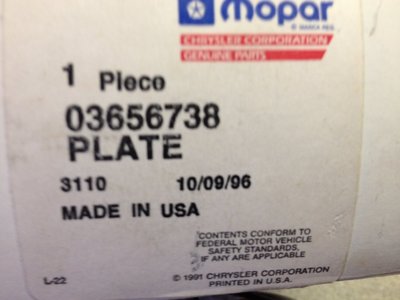 Mopar
CHRYSLER CORPORATION
GENUINE PARTS
1 Piece
03656738
PLATE
3110 10/09/96
MADE IN USA
CONTENTS CONFORM TO
FEDERAL MOTOR VEHICLE
SAFETY STANDARDS,
IF ANY ARE APPLICABLE
L-22
© 1991 CHRYSLER CORPORATION
PRINTED IN U.S.A.